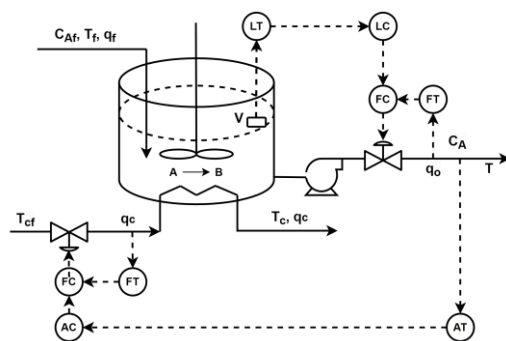 LT
LC
C_Af, T_f, q_f
FC
FT
V
C_A
A → B
q_o
T
T_cf
q_c
T_c, q_c
FC
FT
AC
AT